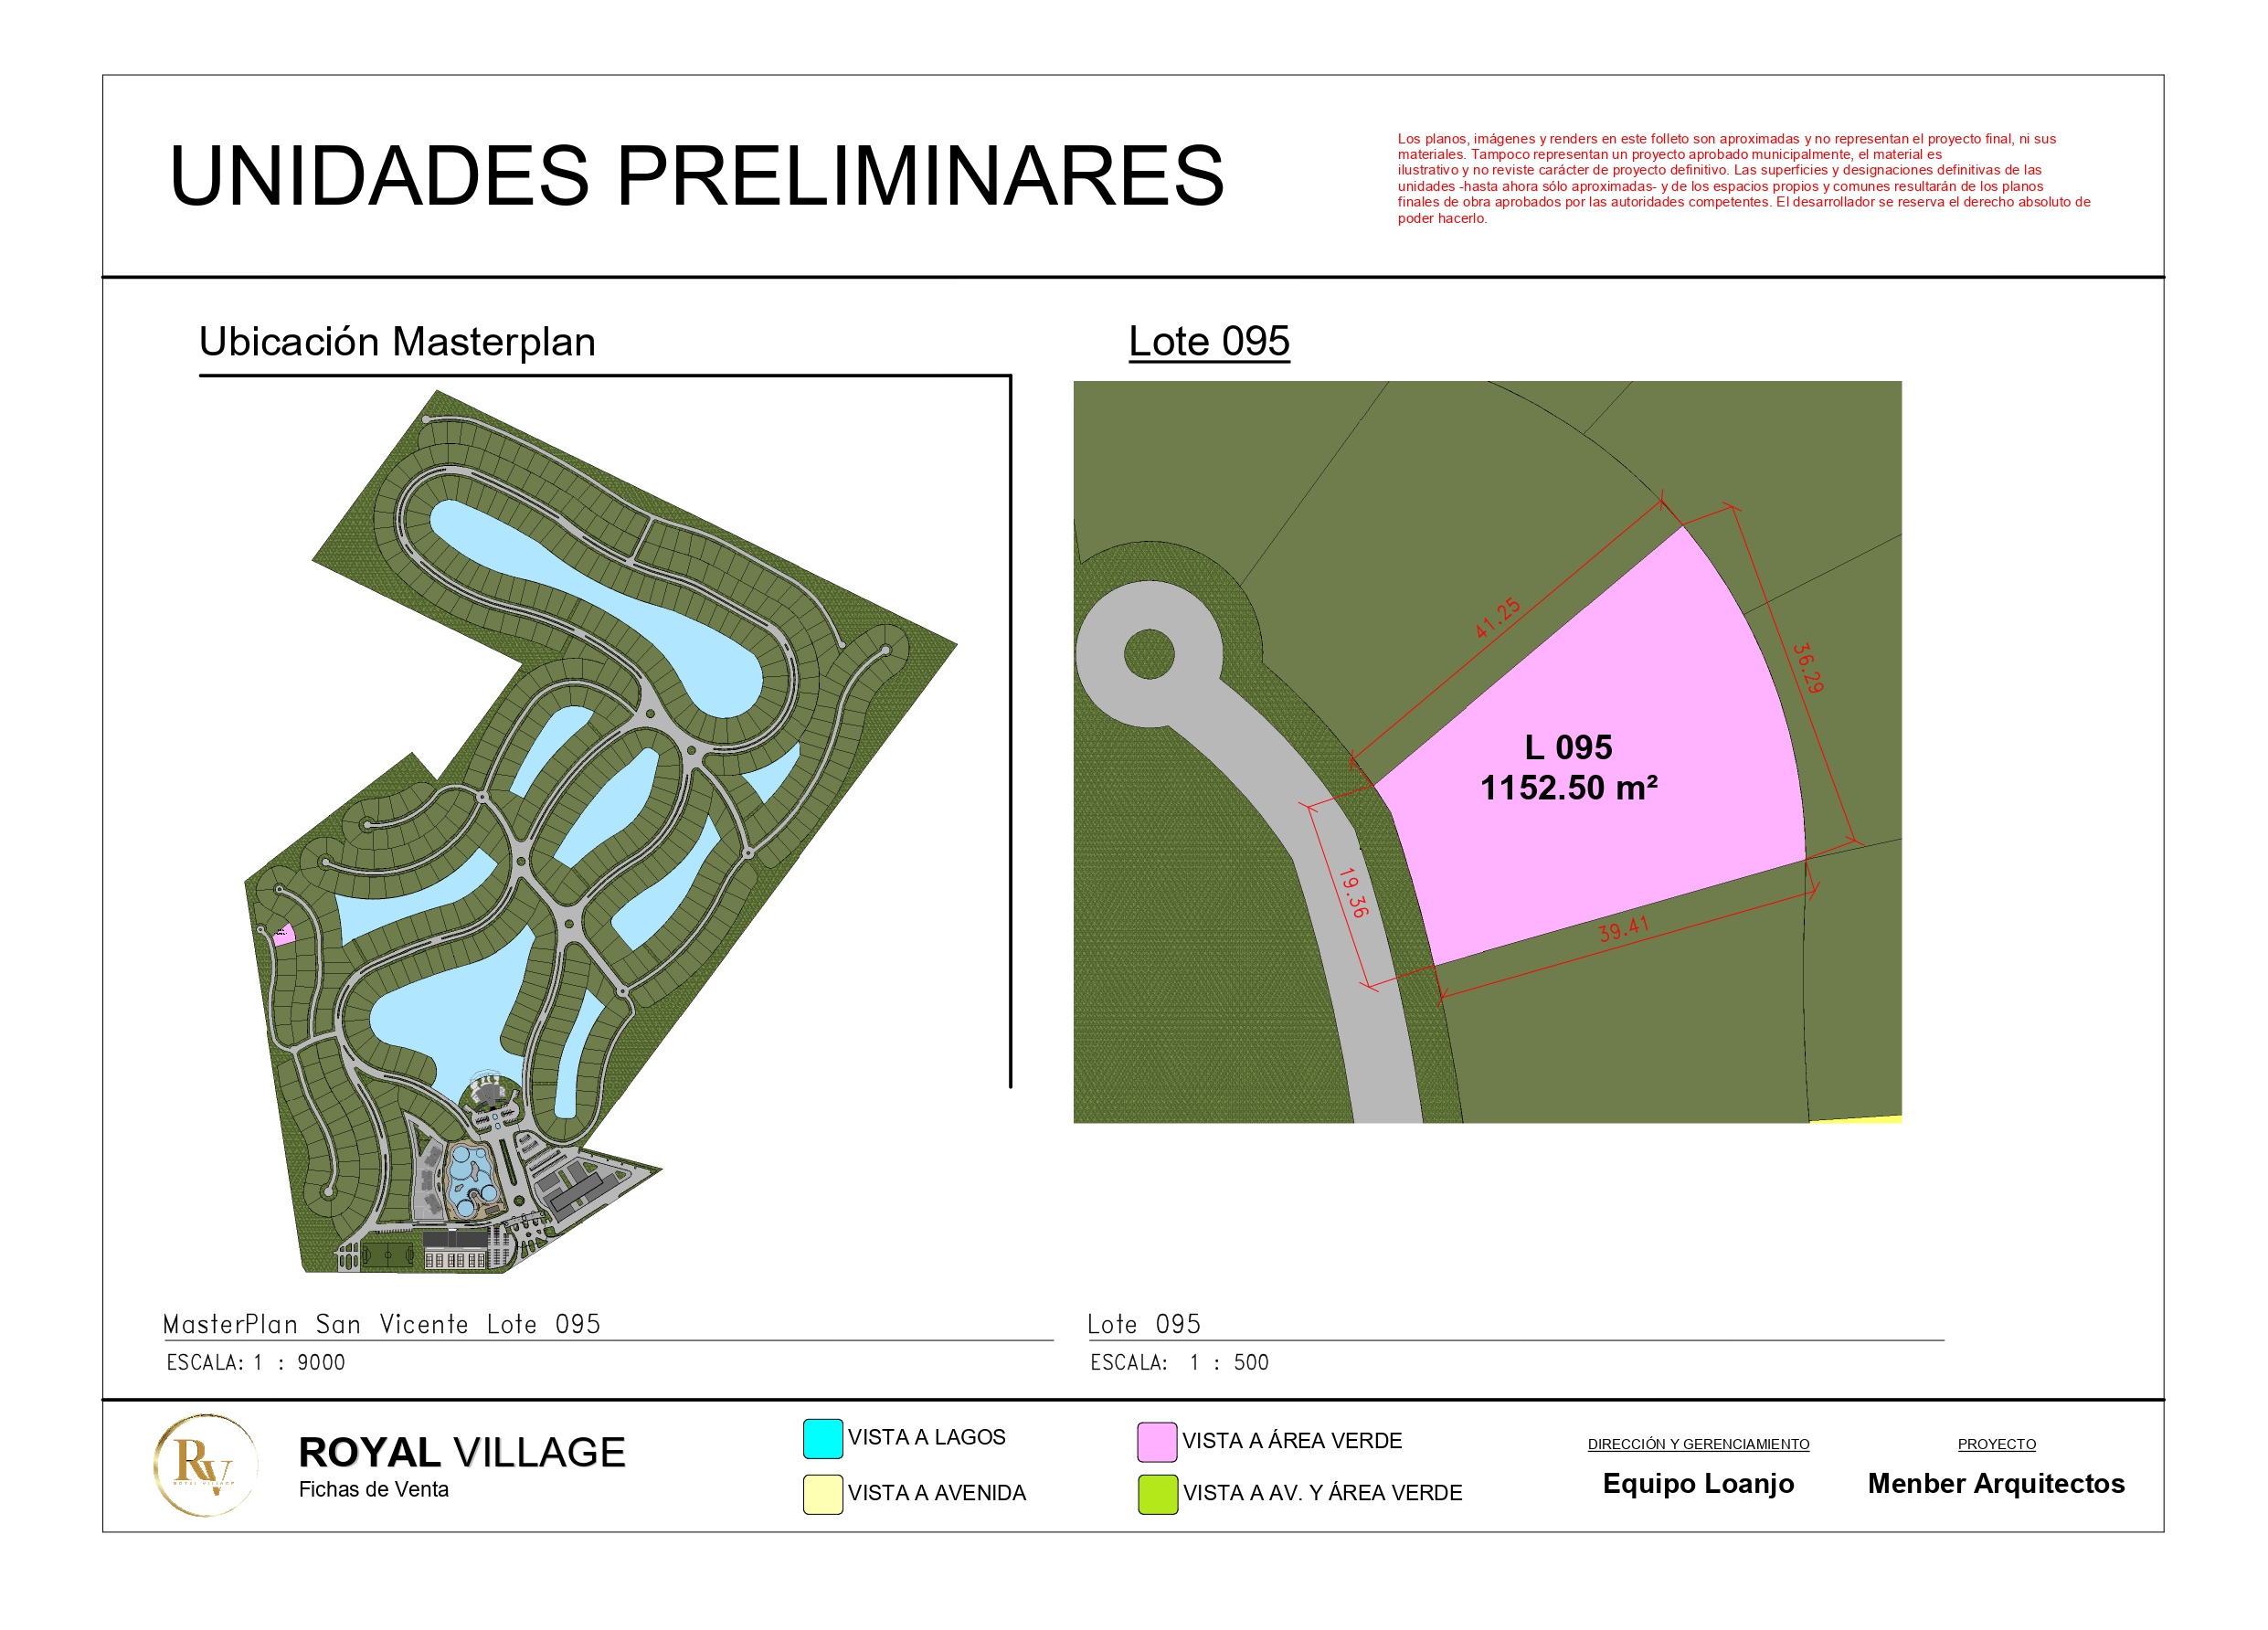 UNIDADES PRELIMINARES
Los planos, imágenes y renders en este folleto son aproximadas y no representan el proyecto final, ni sus
materiales. Tampoco representan un proyecto aprobado municipalmente, el material es
ilustrativo y no reviste carácter de proyecto definitivo. Las superficies y designaciones definitivas de las
unidades -hasta ahora sólo aproximadas- y de los espacios propios y comunes resultarán de los planos
finales de obra aprobados por las autoridades competentes. El desarrollador se reserva el derecho absoluto de
poder hacerlo.
Ubicación Masterplan
Lote 095
41.25
36.29
L 095
1152.50 m²
19.36
39.41
MasterPlan San Vicente Lote 095
ESCALA: 1 : 9000
Lote 095
ESCALA: 1 : 500
RV
ROYAL VILLAGE
ROYAL VILLAGE
Fichas de Venta
VISTA A LAGOS
VISTA A AVENIDA
VISTA A ÁREA VERDE
VISTA A AV. Y ÁREA VERDE
DIRECCIÓN Y GERENCIAMIENTO
Equipo Loanjo
PROYECTO
Menber Arquitectos